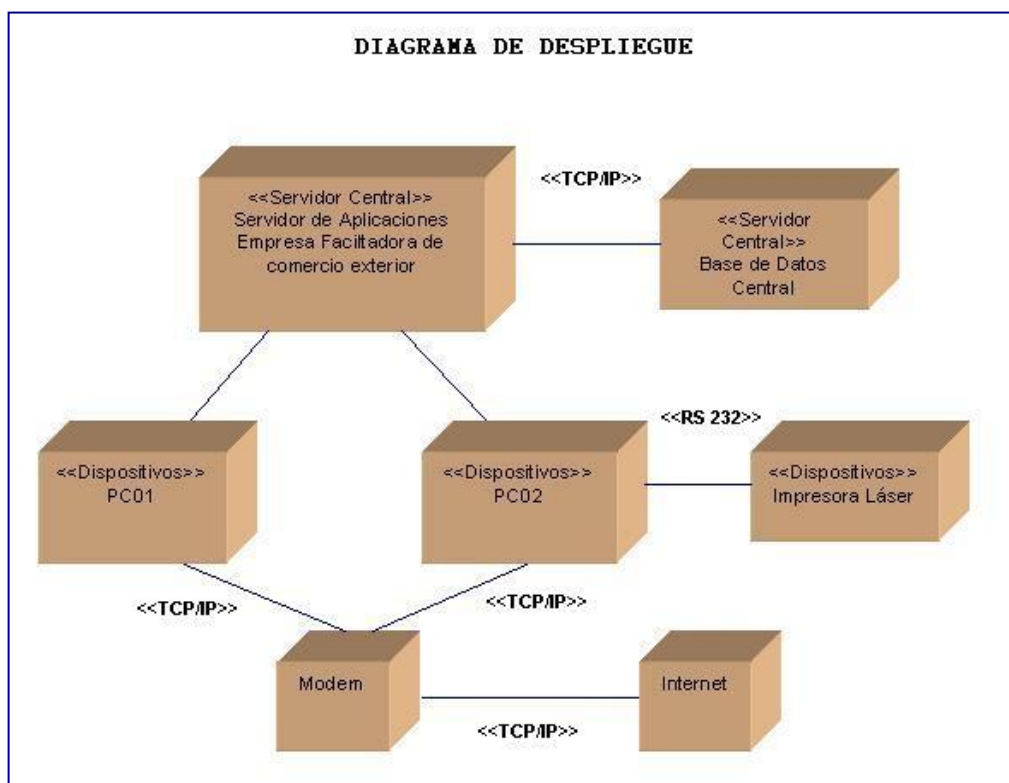 DIAGRAMA DE DESPLIEGUE
<<Servidor Central>>
Servidor de Aplicaciones
Empresa Faciltadora de
comercio exterior
<<TCP/IP>>
<<Servidor
Central>>
Base de Datos
Central
<<Dispositivos>>
PC01
<<Dispositivos>>
PC02
<<RS 232>>
<<Dispositivos>>
Impresora Láser
<<TCP/IP>>
<<TCP/IP>>
Modem
Internet
<<TCP/IP>>